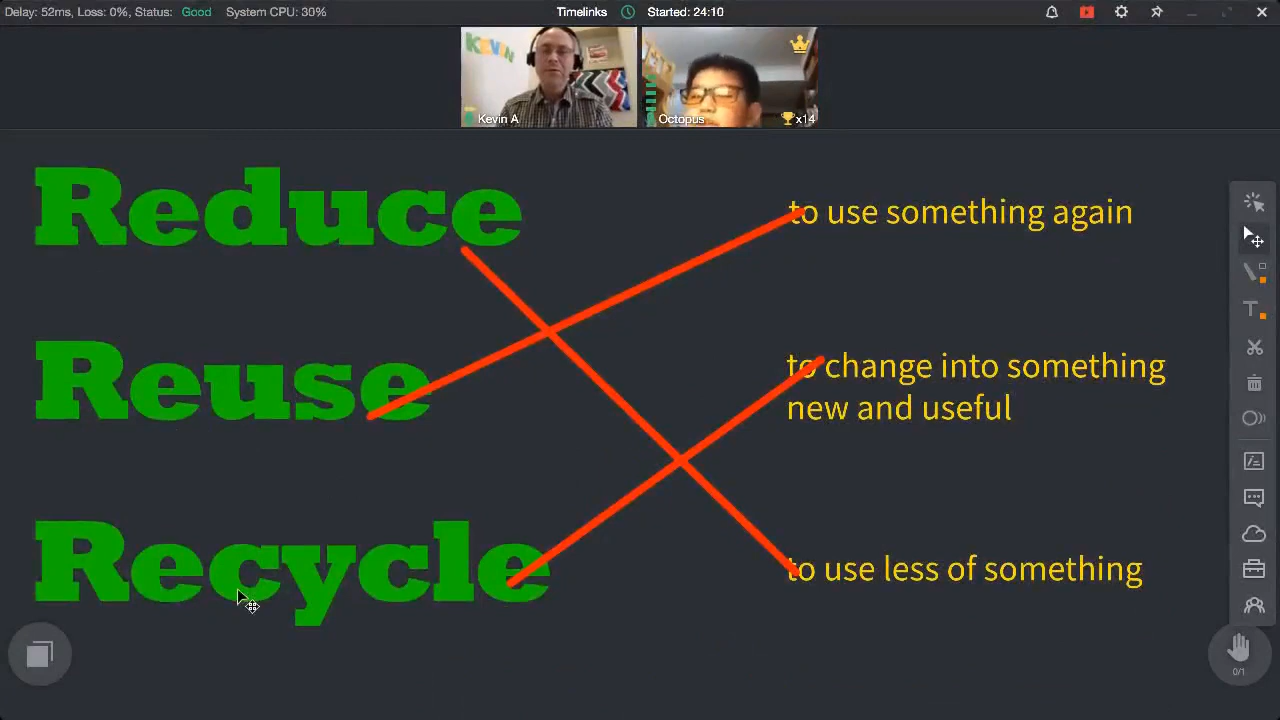 Delay: 52ms, Loss: 0%, Status: Good System CPU: 30% Timelinks Started: 24:10
KEVIN
Kevin A
Octopus x14
Reduce
to use something again
Reuse
to change into something
new and useful
Recycle
to use less of something
0/1